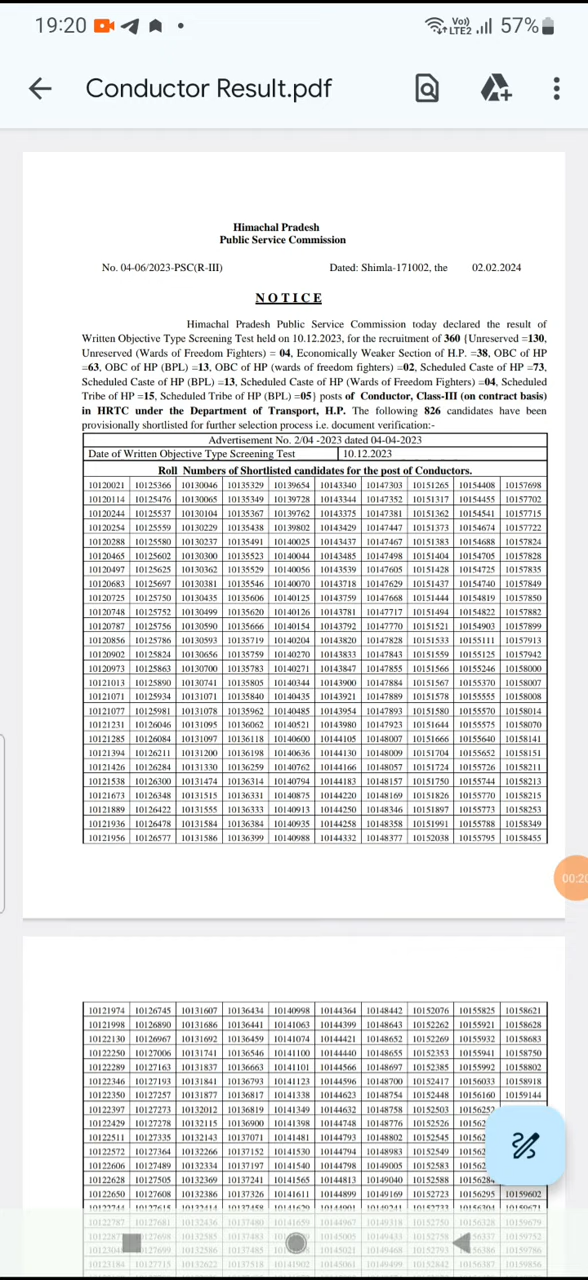 19:20 Vo) LTE2 57%
Conductor Result.pdf
Himachal Pradesh
Public Service Commission
No. 04-06/2023-PSC(R-III) Dated: Shimla-171002, the 02.02.2024
NOTICE
Himachal Pradesh Public Service Commission today declared the result of
Written Objective Type Screening Test held on 10.12.2023, for the recruitment of 360 {Unreserved =130,
Unreserved (Wards of Freedom Fighters) = 04, Economically Weaker Section of H.P. =38, OBC of HP
=63, OBC of HP (BPL) =13, OBC of HP (wards of freedom fighters) =02, Scheduled Caste of HP =73,
Scheduled Caste of HP (BPL) =13, Scheduled Caste of HP (Wards of Freedom Fighters) =04, Scheduled
Tribe of HP =15, Scheduled Tribe of HP (BPL) =05} posts of Conductor, Class-III (on contract basis)
in HRTC under the Department of Transport, H.P. The following 826 candidates have been
provisionally shortlisted for further selection process i.e. document verification:-
Advertisement No. 2/04 -2023 dated 04-04-2023
Date of Written Objective Type Screening Test 10.12.2023
Roll Numbers of Shortlisted candidates for the post of Conductors.
10120021 10125366 10130046 10135329 10139654 10143340 10147303 10151265 10154408 10157698
10120114 10125476 10130065 10135349 10139728 10143344 10147352 10151317 10154455 10157702
10120244 10125537 10130104 10135367 10139762 10143375 10147381 10151362 10154541 10157715
10120254 10125559 10130229 10135438 10139802 10143429 10147447 10151373 10154674 10157722
10120288 10125580 10130237 10135491 10140025 10143437 10147467 10151383 10154688 10157824
10120465 10125602 10130300 10135523 10140044 10143485 10147498 10151404 10154705 10157828
10120497 10125625 10130362 10135529 10140056 10143539 10147605 10151428 10154725 10157835
10120683 10125697 10130381 10135546 10140070 10143718 10147629 10151437 10154740 10157849
10120725 10125750 10130435 10135606 10140125 10143759 10147668 10151444 10154819 10157850
10120748 10125752 10130499 10135620 10140126 10143781 10147717 10151494 10154822 10157882
10120787 10125756 10130590 10135666 10140154 10143792 10147770 10151521 10154903 10157899
10120856 10125786 10130593 10135719 10140204 10143820 10147828 10151533 10155111 10157913
10120902 10125824 10130656 10135759 10140270 10143833 10147843 10151559 10155125 10157942
10120973 10125863 10130700 10135783 10140271 10143847 10147855 10151566 10155246 10158000
10121013 10125890 10130741 10135805 10140344 10143900 10147884 10151567 10155370 10158007
10121071 10125934 10131071 10135840 10140435 10143921 10147889 10151578 10155555 10158008
10121077 10125981 10131078 10135962 10140485 10143954 10147893 10151580 10155570 10158014
10121231 10126046 10131095 10136062 10140521 10143980 10147923 10151644 10155575 10158070
10121285 10126084 10131097 10136118 10140600 10144105 10148007 10151666 10155640 10158141
10121394 10126211 10131200 10136198 10140636 10144130 10148009 10151704 10155652 10158151
10121426 10126284 10131330 10136259 10140762 10144166 10148057 10151724 10155726 10158211
10121538 10126300 10131474 10136314 10140794 10144183 10148157 10151750 10155744 10158213
10121673 10126348 10131515 10136331 10140875 10144220 10148169 10151826 10155770 10158215
10121889 10126422 10131555 10136333 10140913 10144250 10148346 10151897 10155773 10158253
10121936 10126478 10131584 10136384 10140935 10144258 10148358 10151991 10155788 10158349
10121956 10126577 10131586 10136399 10140988 10144332 10148377 10152038 10155795 10158455
00:20
10121974 10126745 10131607 10136434 10140998 10144364 10148442 10152076 10155825 10158621
10121998 10126890 10131686 10136441 10141063 10144399 10148643 10152262 10155921 10158628
10122130 10126967 10131692 10136459 10141074 10144421 10148652 10152269 10155932 10158683
10122250 10127006 10131741 10136546 10141100 10144440 10148655 10152353 10155941 10158750
10122289 10127163 10131837 10136663 10141101 10144566 10148697 10152385 10155992 10158802
10122346 10127193 10131841 10136793 10141123 10144596 10148700 10152417 10156033 10158918
10122350 10127257 10131877 10136817 10141338 10144623 10148754 10152448 10156160 10159144
10122397 10127273 10132012 10136819 10141349 10144632 10148758 10152503
10122429 10127278 10132115 10136900 10141398 10144748 10148776 10152526
10122511 10127335 10132143 10137071 10141481 10144793 10148802 10152545
10122572 10127364 10132266 10137152 10141530 10144794 10148983 10152549
10122606 10127489 10132334 10137197 10141540 10144798 10149005 10152583
10122628 10127505 10132369 10137241 10141565 10144813 10149040 10152588
10122650 10127608 10132386 10137326 10141611 10144899 10149169 10152723 10156295 10159602